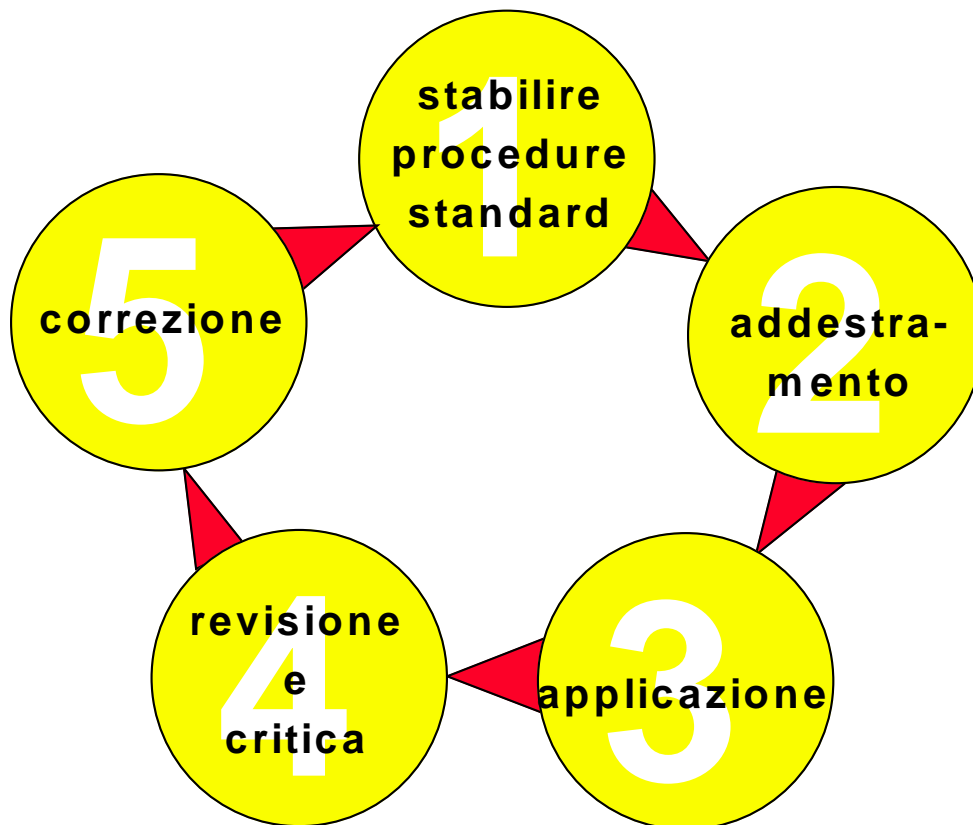 1
stabilire
procedure
standard
2
addestra-
mento
3
applicazione
4
revisione
e
critica
5
correzione